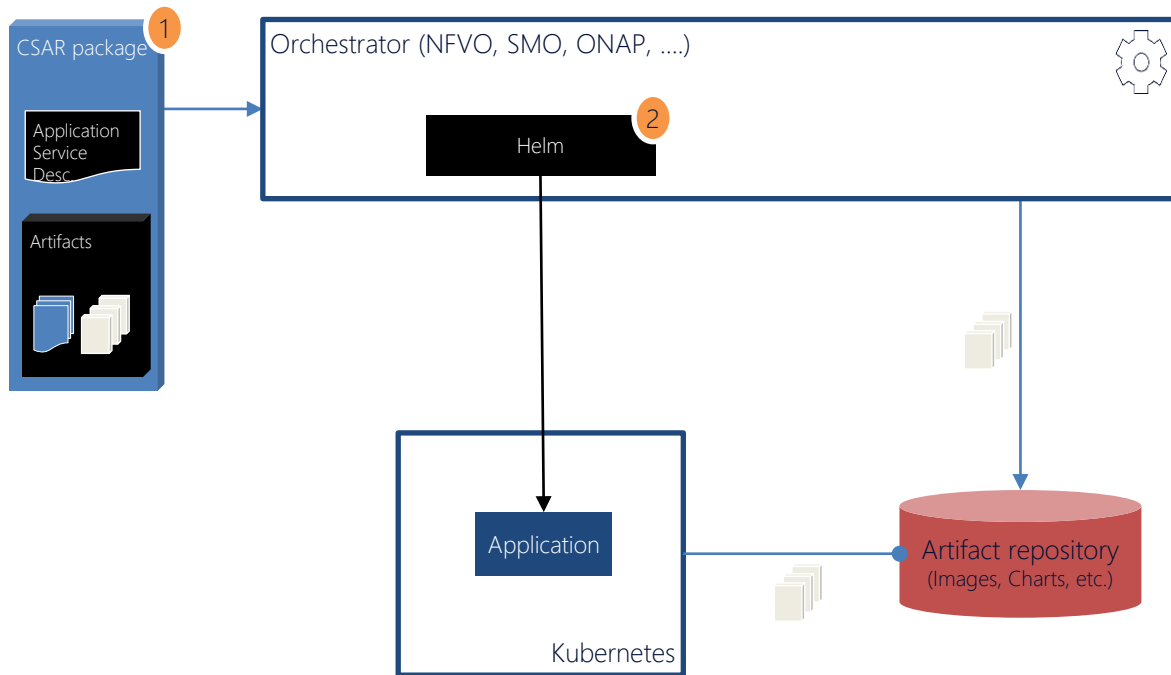 CSAR package
1
Application
Service
Desc.
Artifacts
Orchestrator (NFVO, SMO, ONAP, ....)
2
Helm
Application
Kubernetes
Artifact repository
(Images, Charts, etc.)